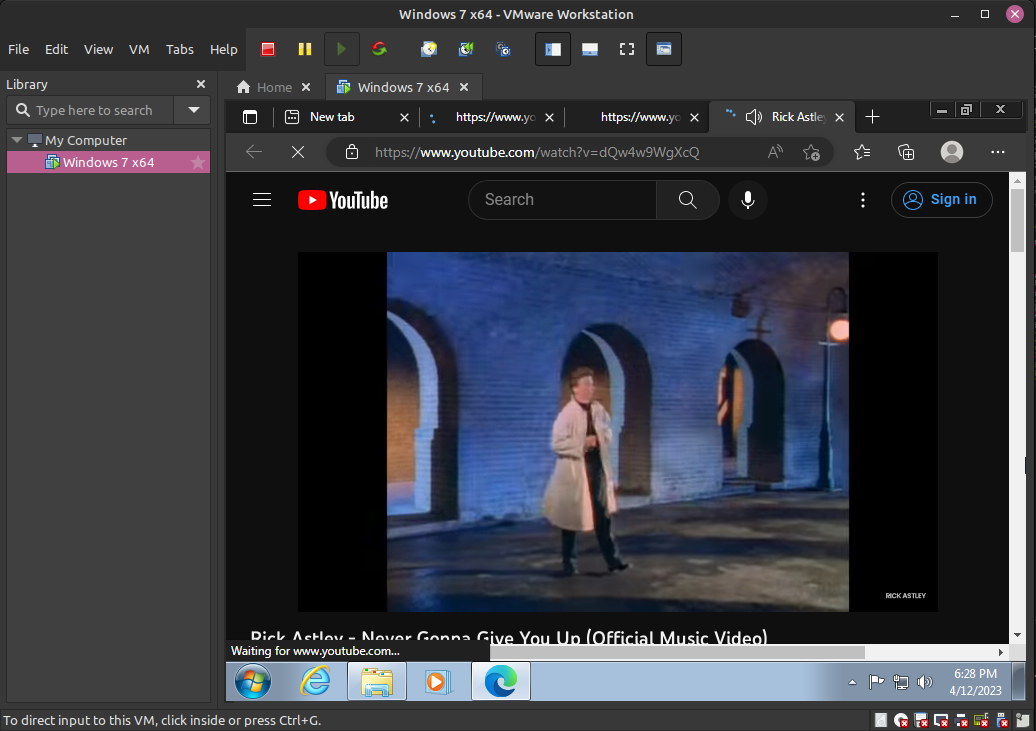 Windows 7 x64 - VMware Workstation
File Edit View VM Tabs Help
Library
Home
Windows 7 x64
Type here to search
My Computer
Windows 7 x64
New tab
https://www.yo
https://www.yo
Rick Astley
https://www.youtube.com/watch?v=dQw4w9WgXcQ
YouTube
Search
Sign in
RICK ASTLEY
Rick Astley - Never Gonna Give You Up (Official Music Video)
Waiting for www.youtube.com...
6:28 PM
4/12/2023
To direct input to this VM, click inside or press Ctrl+G.